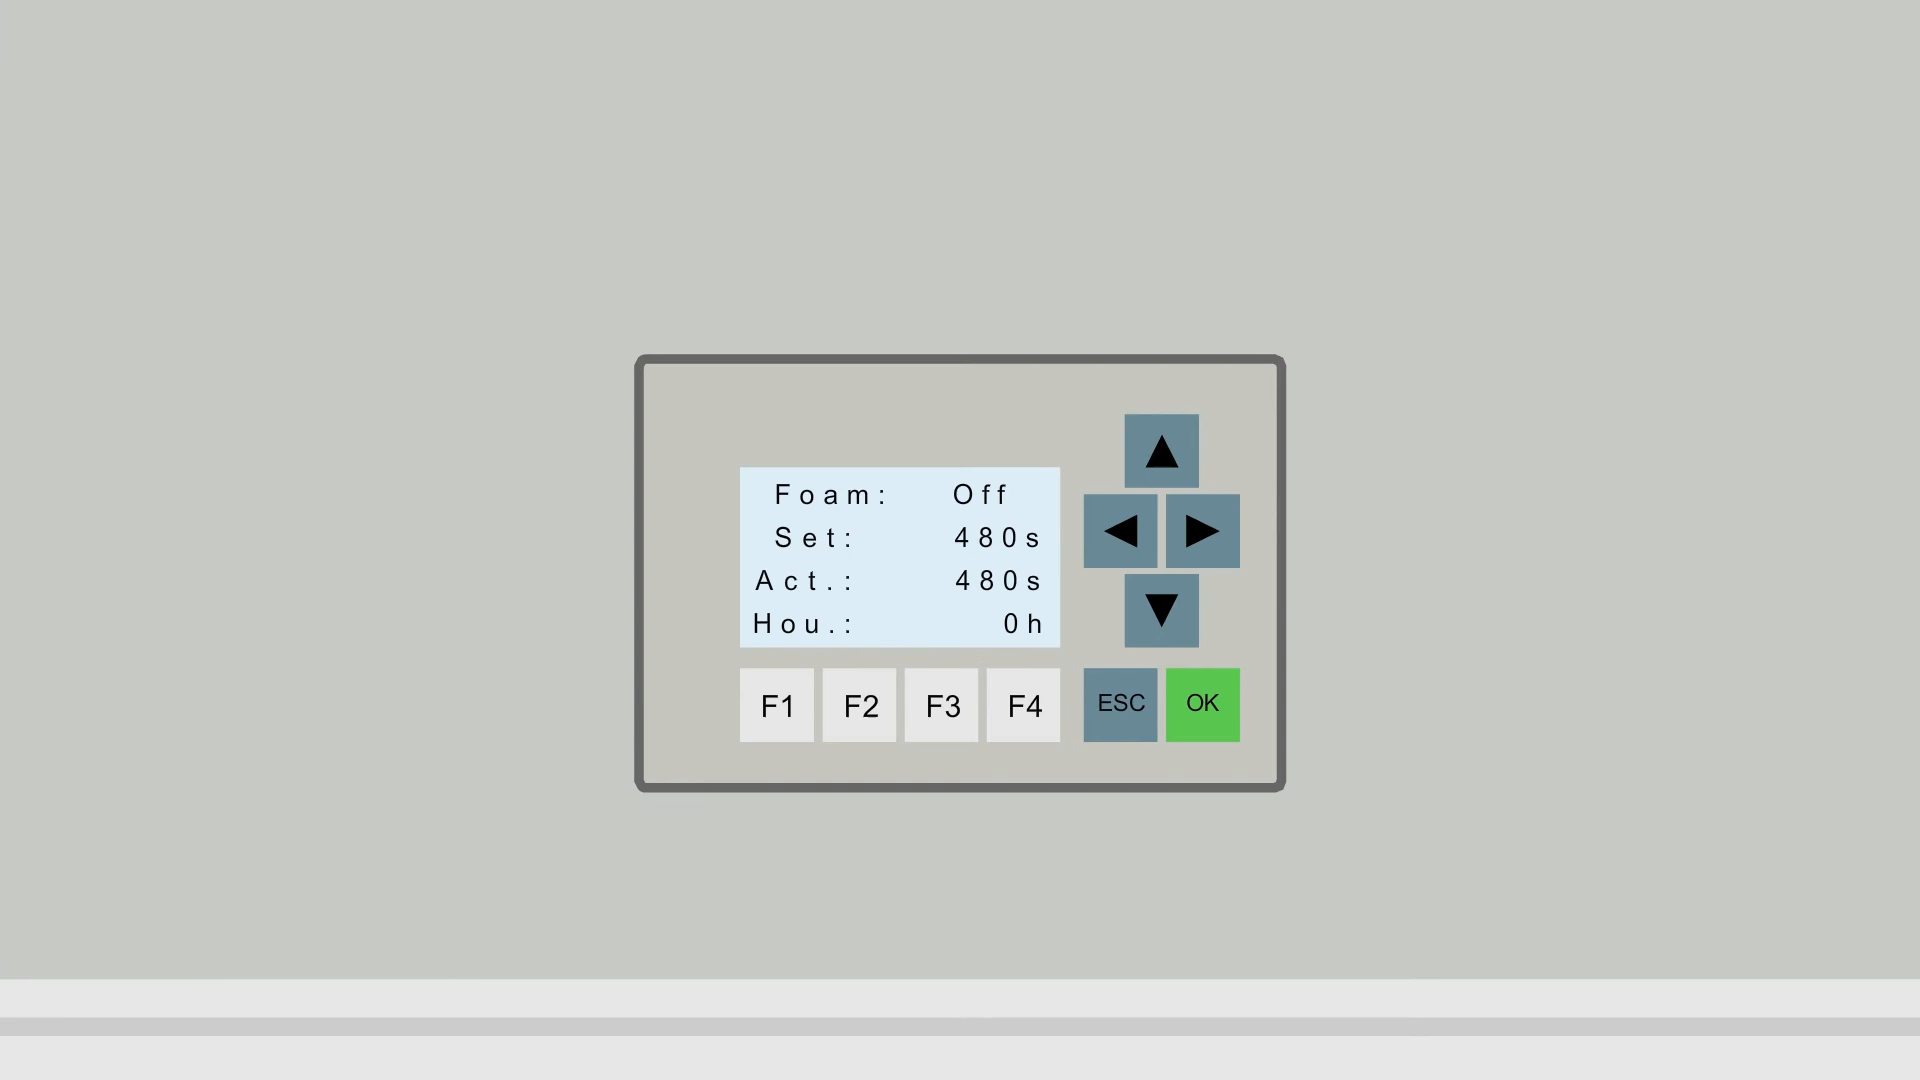 Foam: Off
Set: 480s
Act.: 480s
Hou.: 0h
F1 F2 F3 F4 ESC OK